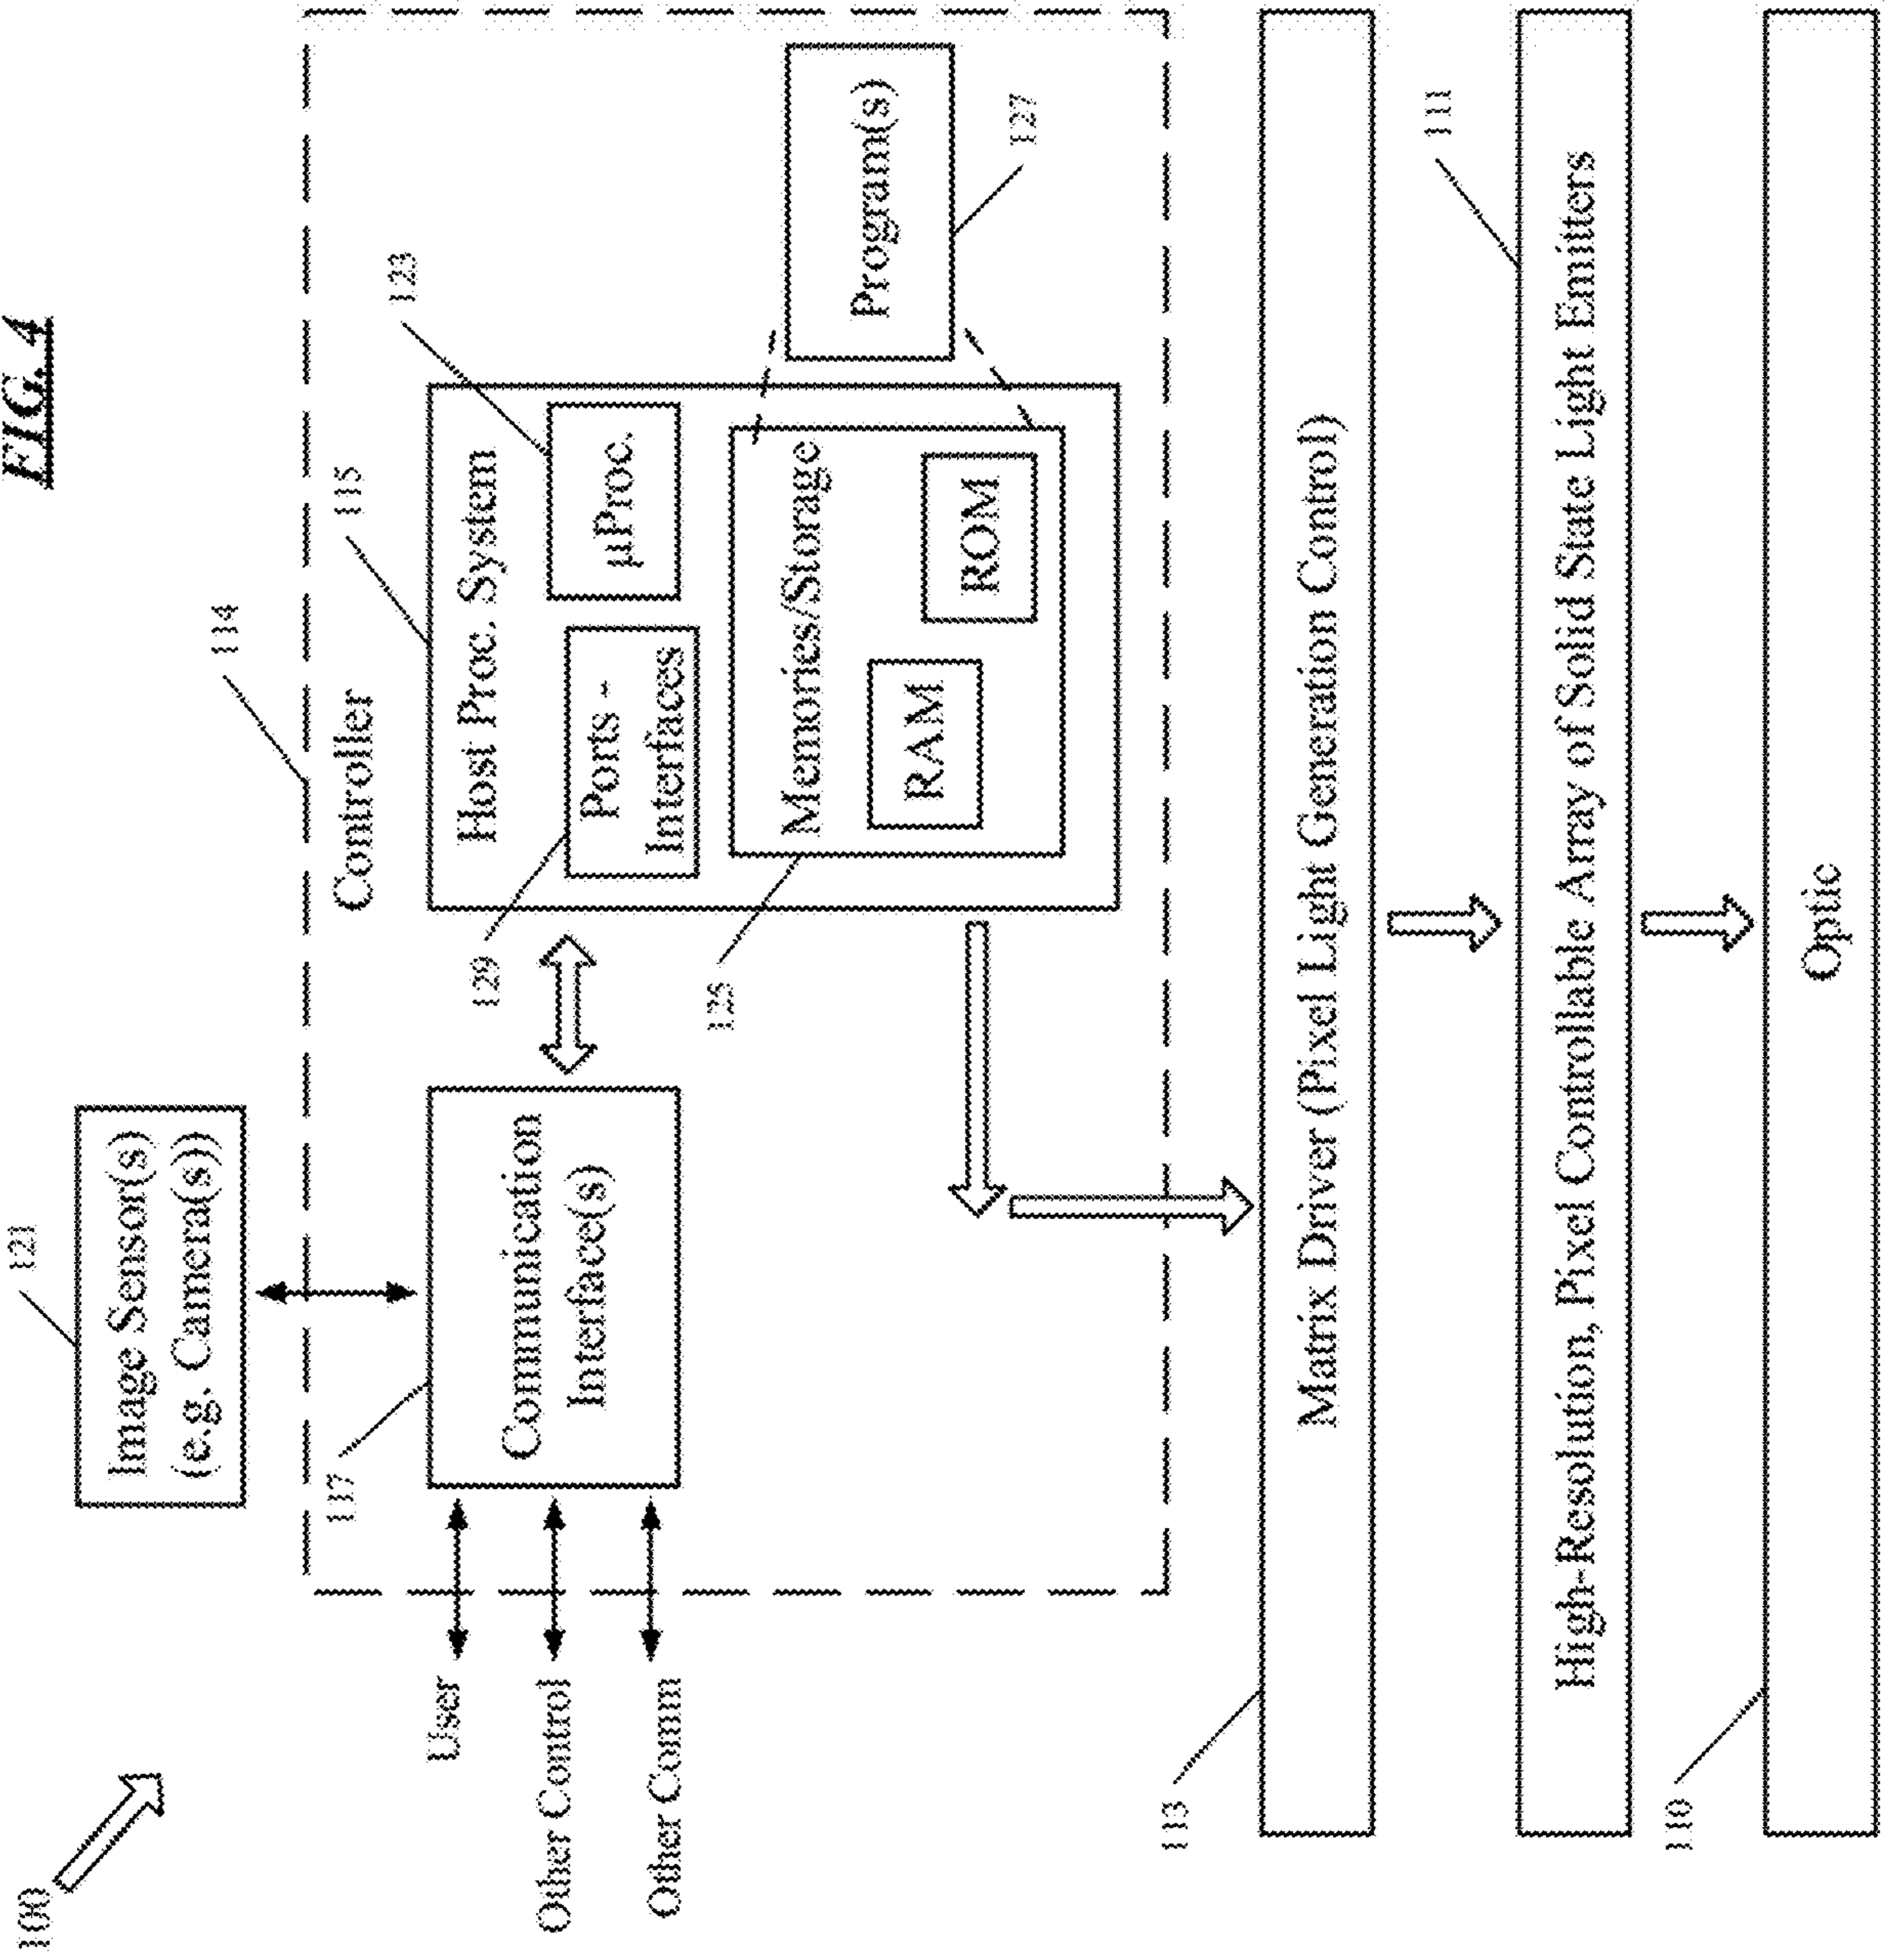 FIG. 4
100
121
Image Sensor(s)
(e.g. Camera(s))
114
Controller
117
Communication
Interface(s)
User
Other Control
Other Comm
115
Host Proc. System
123
µProc.
129
Ports -
Interfaces
125
Memories/Storage
RAM
ROM
Program(s)
127
113
Matrix Driver (Pixel Light Generation Control)
111
High-Resolution, Pixel Controllable Array of Solid State Light Emitters
110
Optic